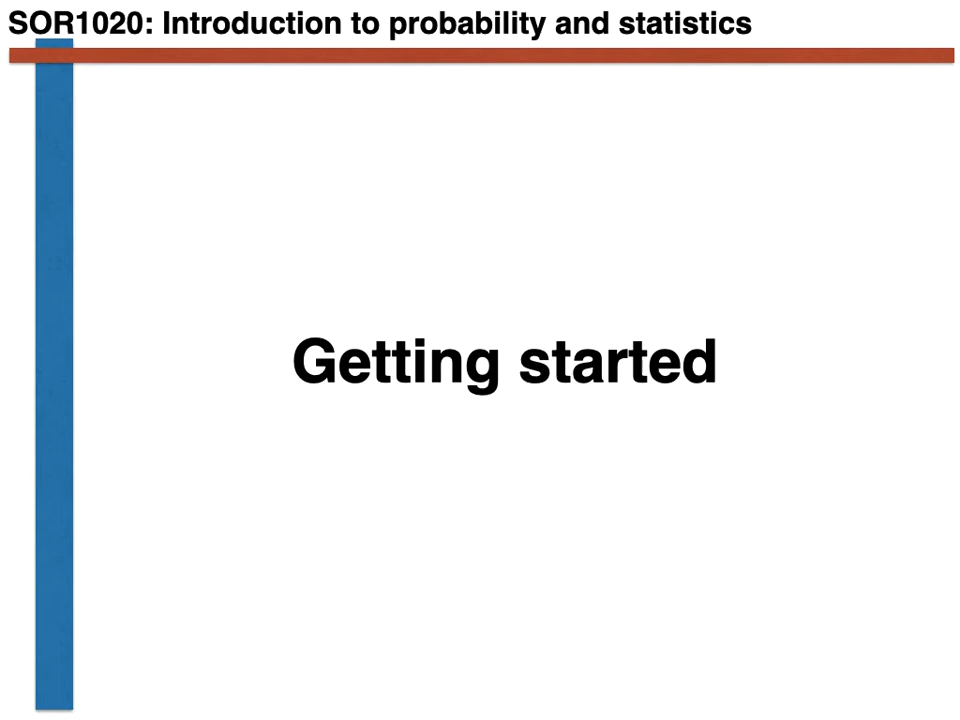 SOR1020: Introduction to probability and statistics
Getting started